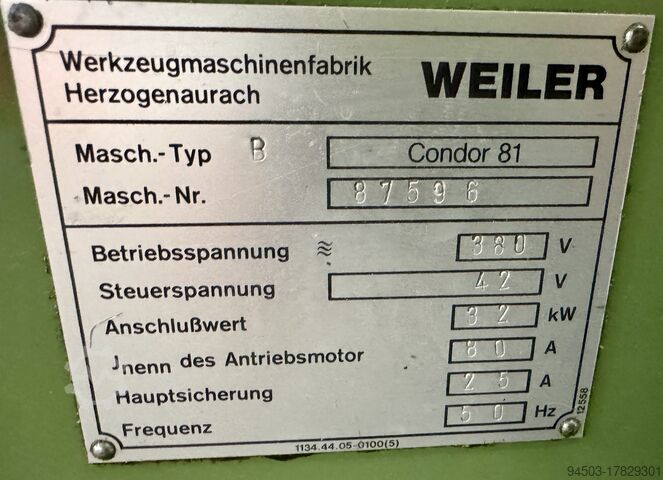 Werkzeugmaschinenfabrik
Herzogenaurach
WEILER
Masch.-Typ B Condor 81
Masch.-Nr. 87596
Betriebsspannung ≋ 380 V
Steuerspannung 42 V
Anschlußwert 32 kW
Jnenn des Antriebsmotor 80 A
Hauptsicherung 25 A
Frequenz 50 Hz
1134.44.05-0100(5)
12558
94503-17829301